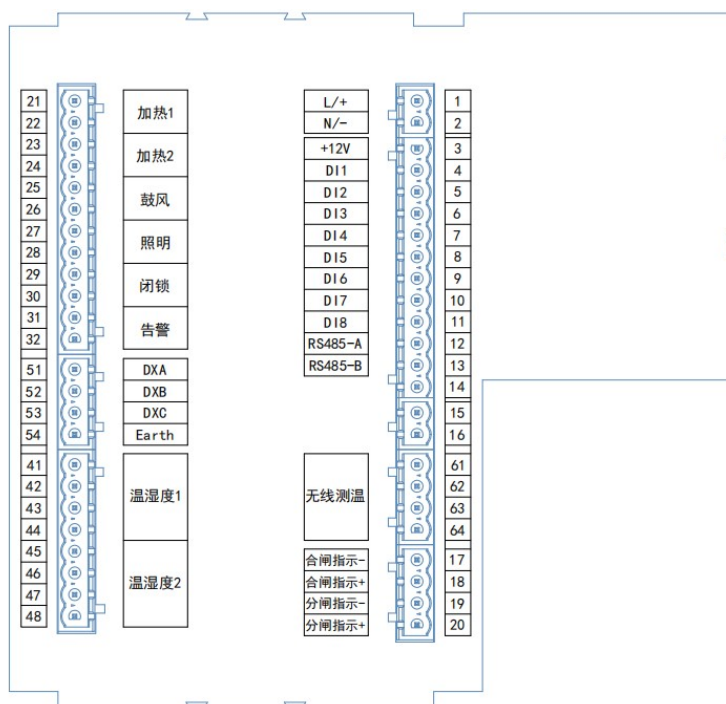 21 加热1 L/+ 1
22 N/- 2
23 加热2 +12V 3
24 DI1 4
25 鼓风 DI2 5
26 DI3 6
27 照明 DI4 7
28 DI5 8
29 闭锁 DI6 9
30 DI7 10
31 告警 DI8 11
32 RS485-A 12
51 DXA RS485-B 13
52 DXB 14
53 DXC 15
54 Earth 16
41 温湿度1 无线测温 61
42 62
43 63
44 64
45 温湿度2 合闸指示- 17
46 合闸指示+ 18
47 分闸指示- 19
48 分闸指示+ 20